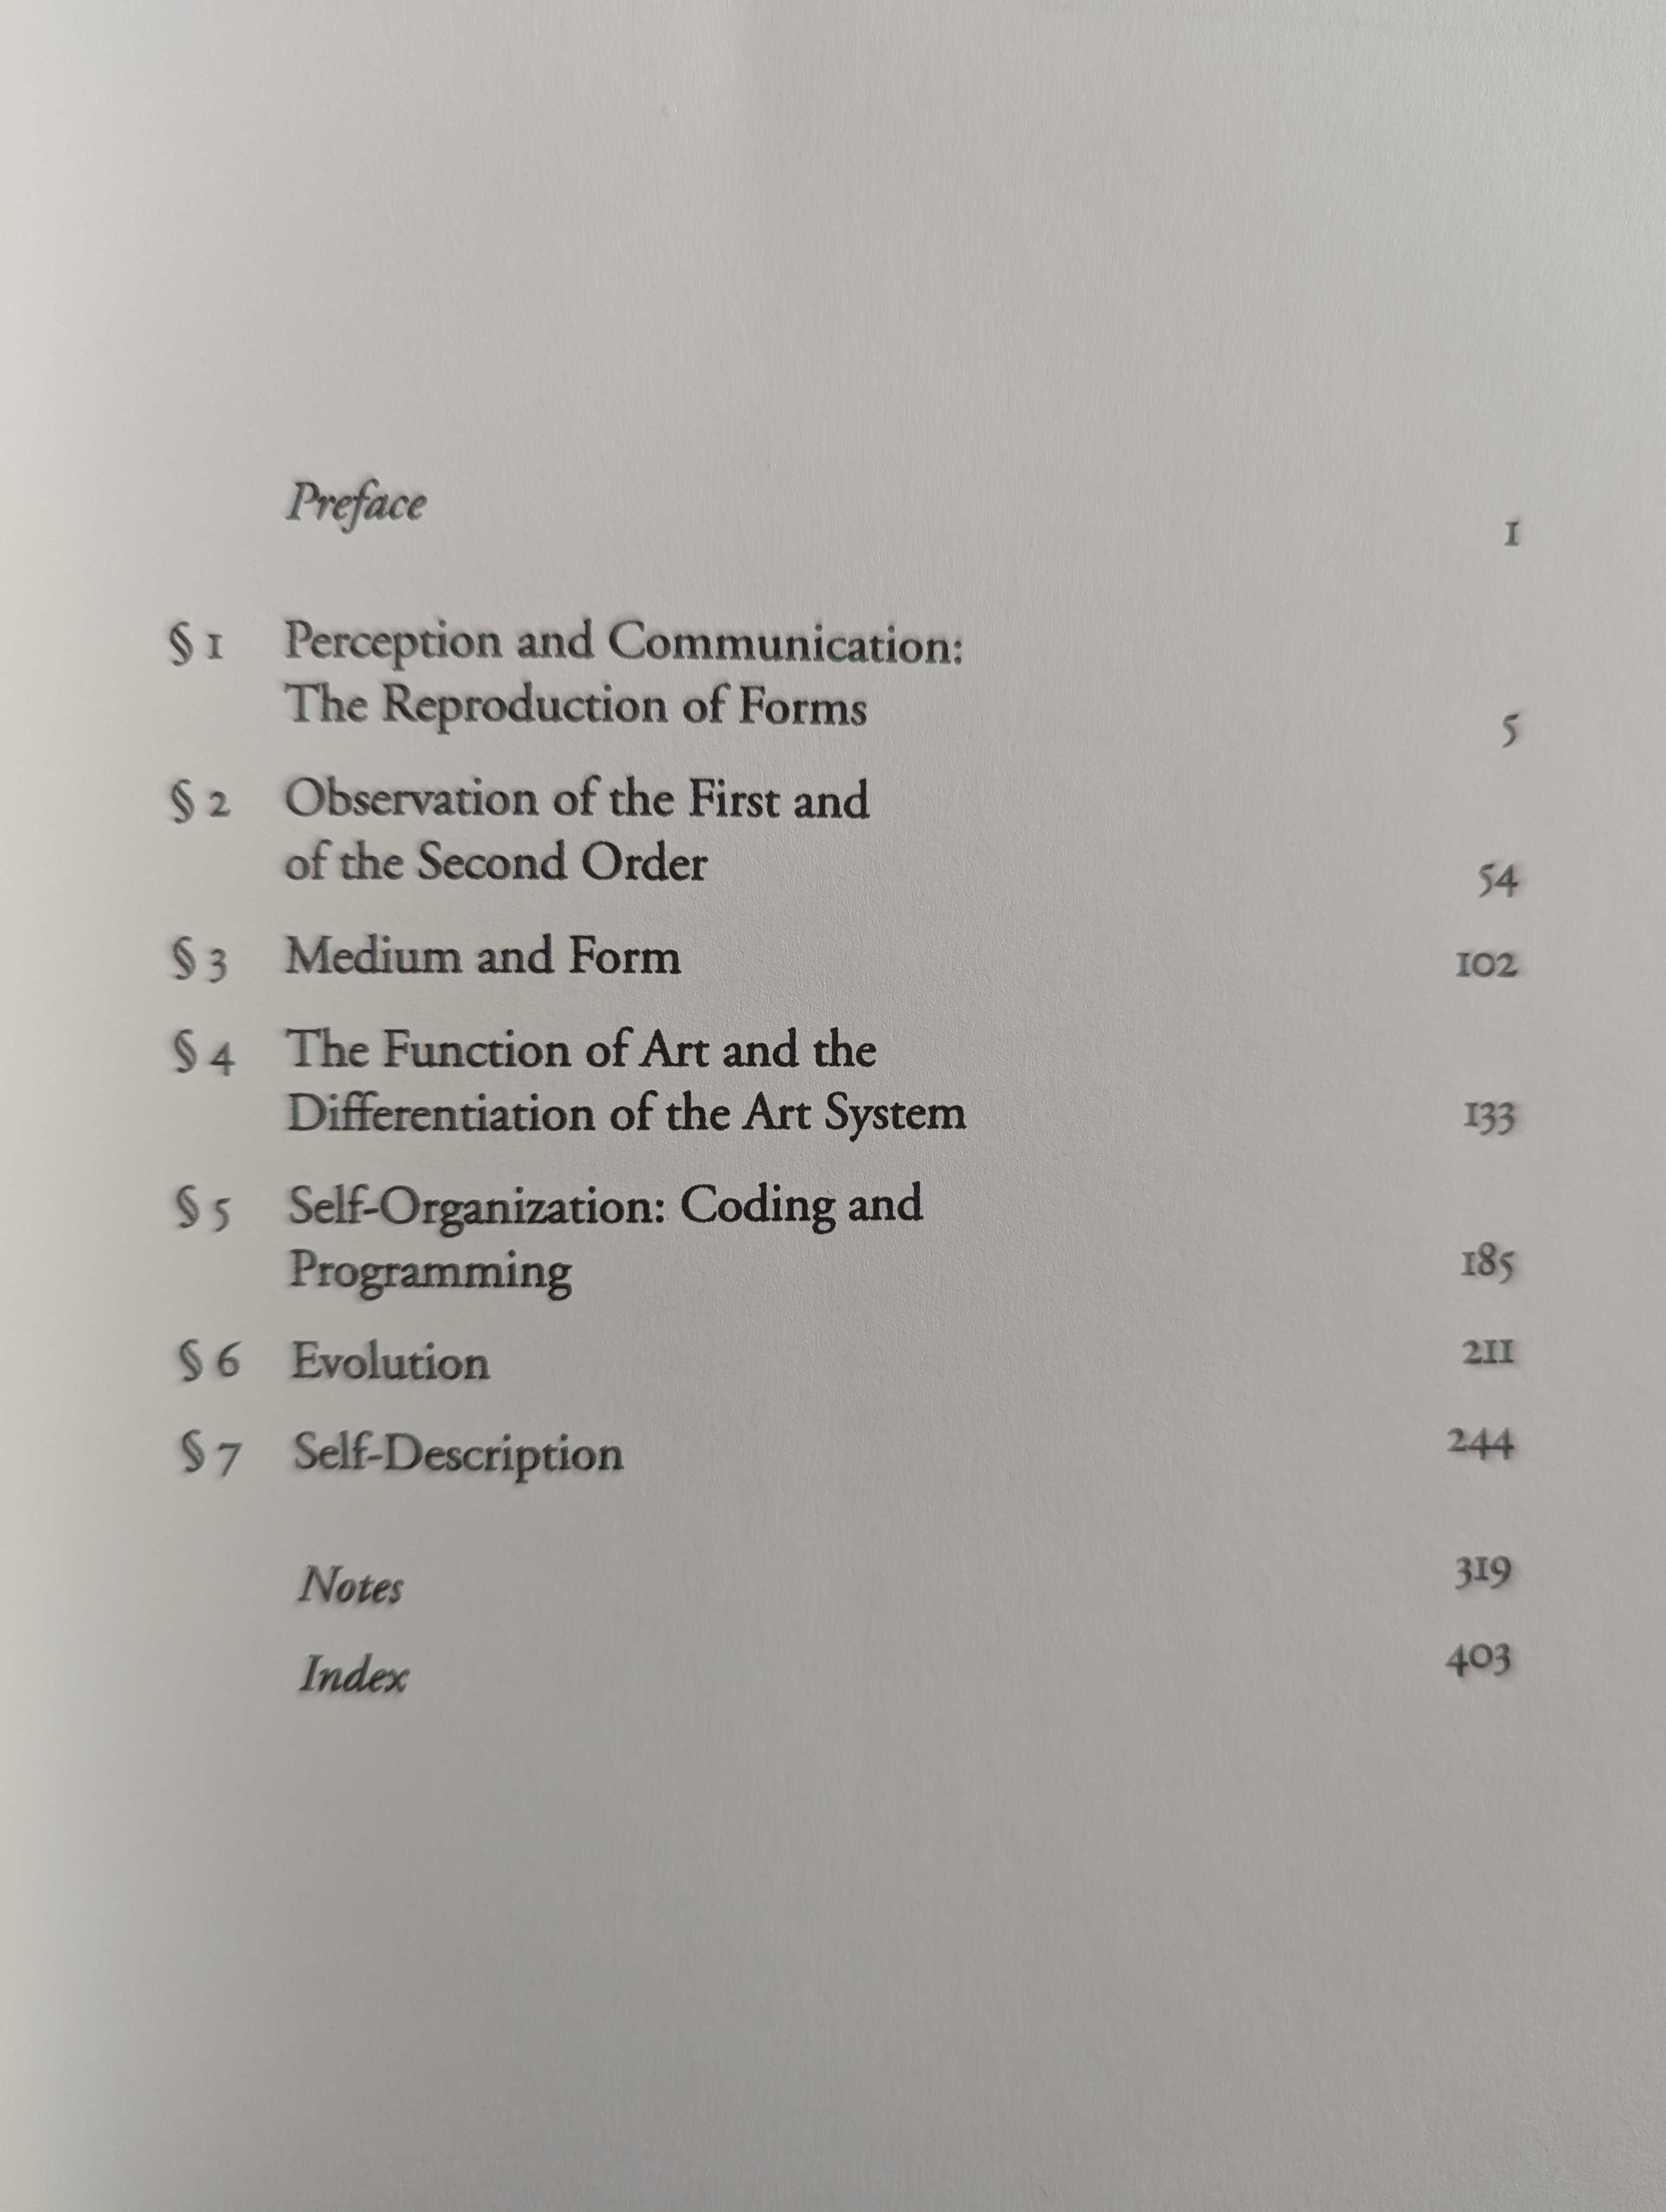 Preface 1
§ 1 Perception and Communication:
The Reproduction of Forms 5
§ 2 Observation of the First and
of the Second Order 54
§ 3 Medium and Form 102
§ 4 The Function of Art and the
Differentiation of the Art System 133
§ 5 Self-Organization: Coding and
Programming 185
§ 6 Evolution 211
§ 7 Self-Description 244
Notes 319
Index 403